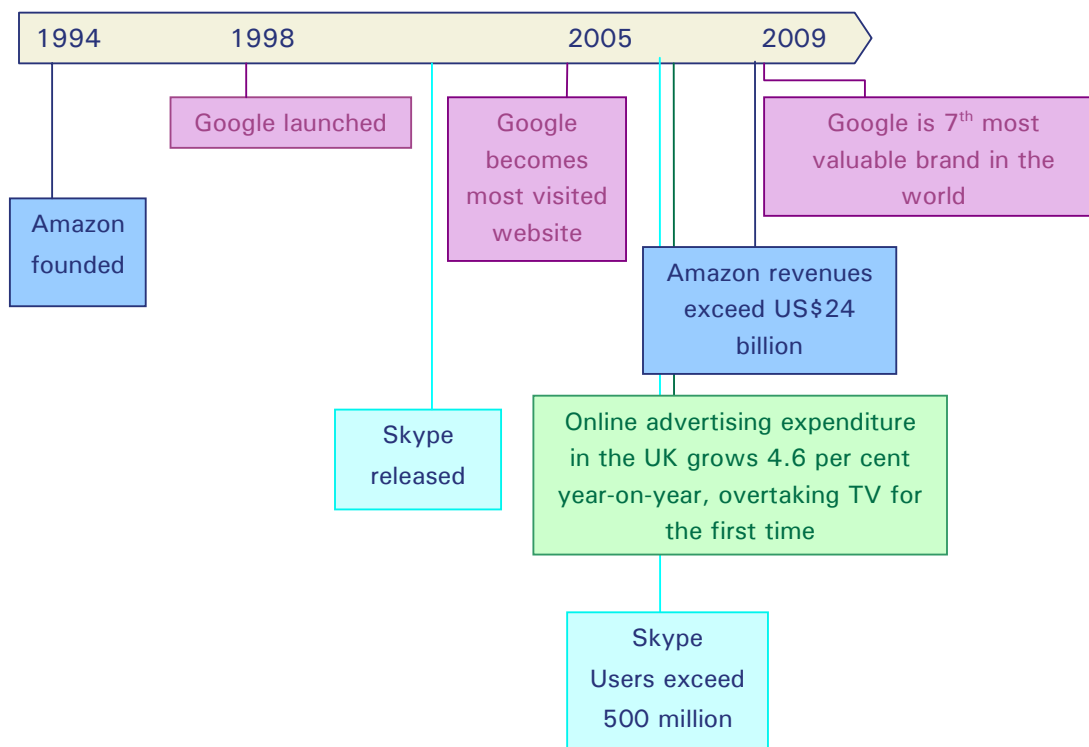 1994 1998 2005 2009
Google launched
Google
becomes
most visited
website
Google is 7th most
valuable brand in the
world
Amazon
founded
Amazon revenues
exceed US$24
billion
Skype
released
Online advertising expenditure
in the UK grows 4.6 per cent
year-on-year, overtaking TV for
the first time
Skype
Users exceed
500 million